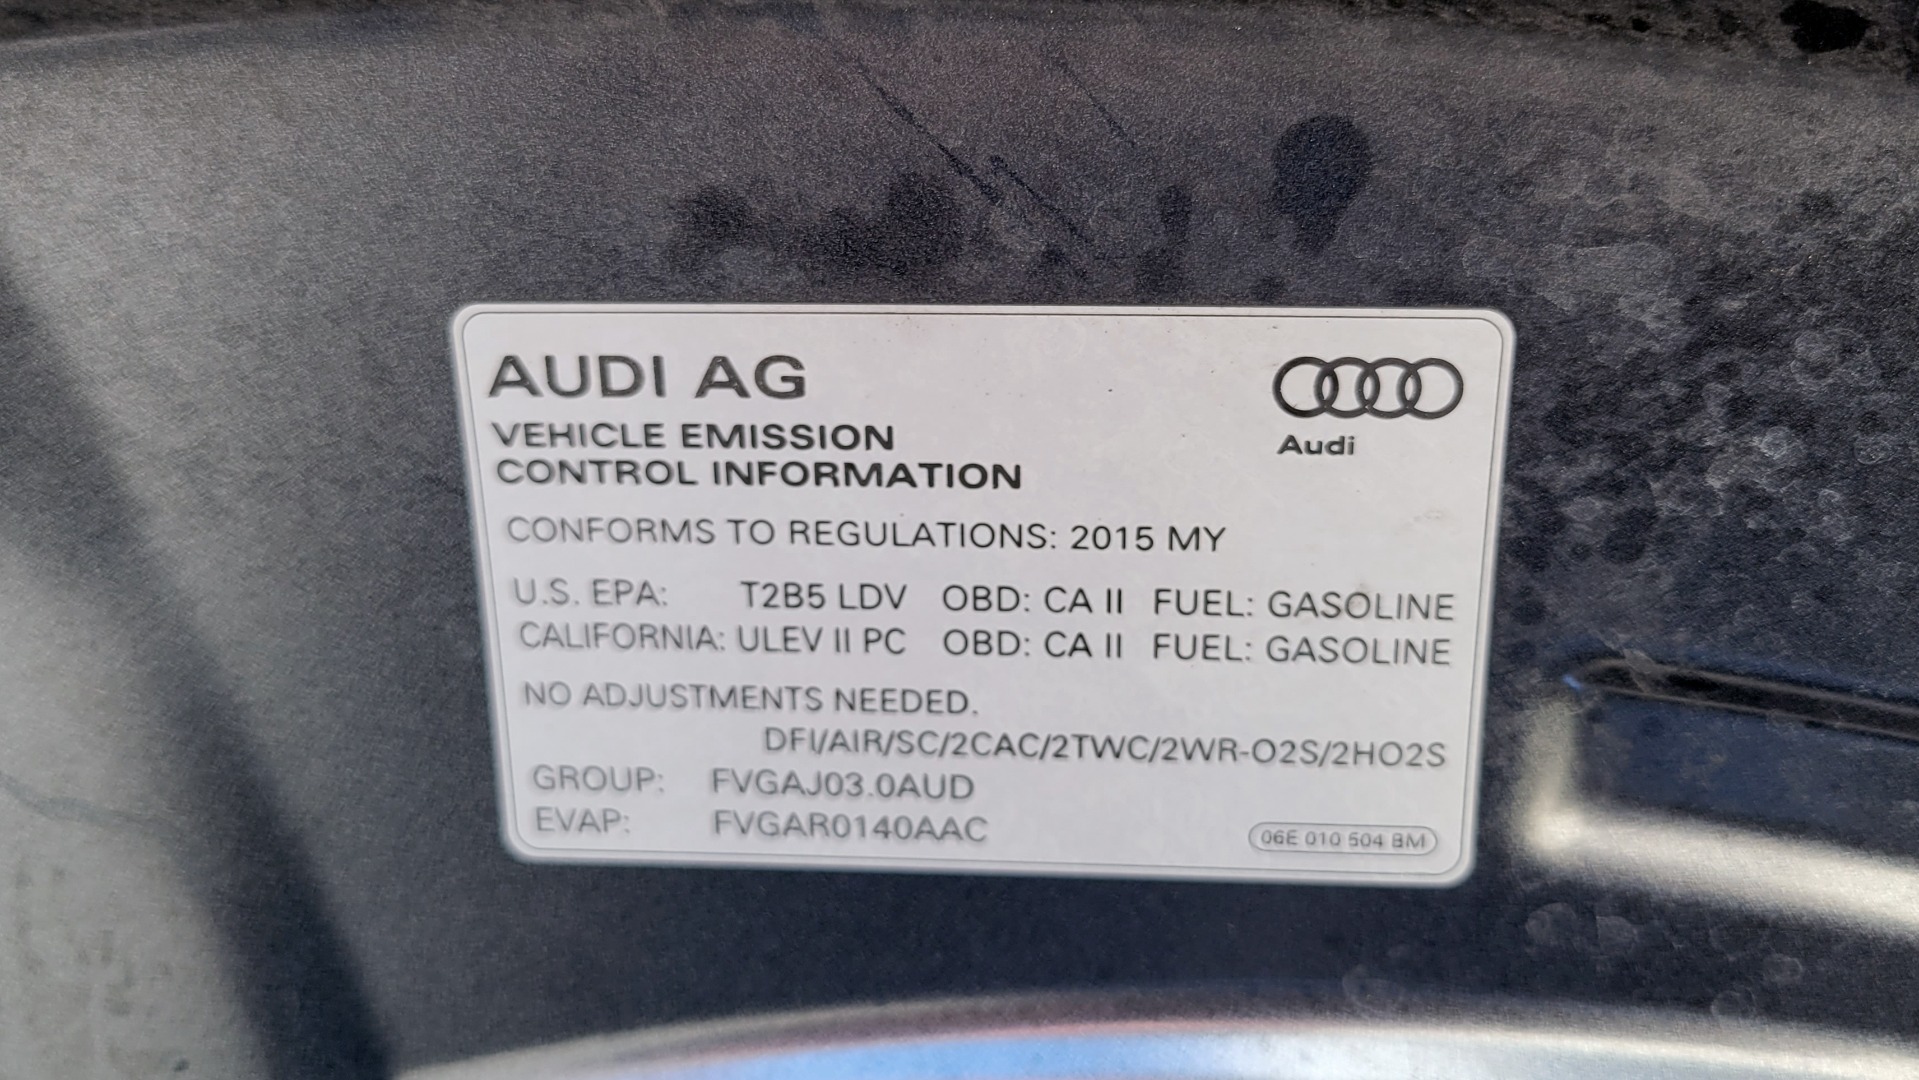 AUDI AG
Audi
VEHICLE EMISSION
CONTROL INFORMATION
CONFORMS TO REGULATIONS: 2015 MY
U.S. EPA: T2B5 LDV OBD: CA II FUEL: GASOLINE
CALIFORNIA: ULEV II PC OBD: CA II FUEL: GASOLINE
NO ADJUSTMENTS NEEDED.
DFI/AIR/SC/2CAC/2TWC/2WR-O2S/2HO2S
GROUP: FVGAJ03.0AUD
EVAP: FVGAR0140AAC
06E 010 504 BM